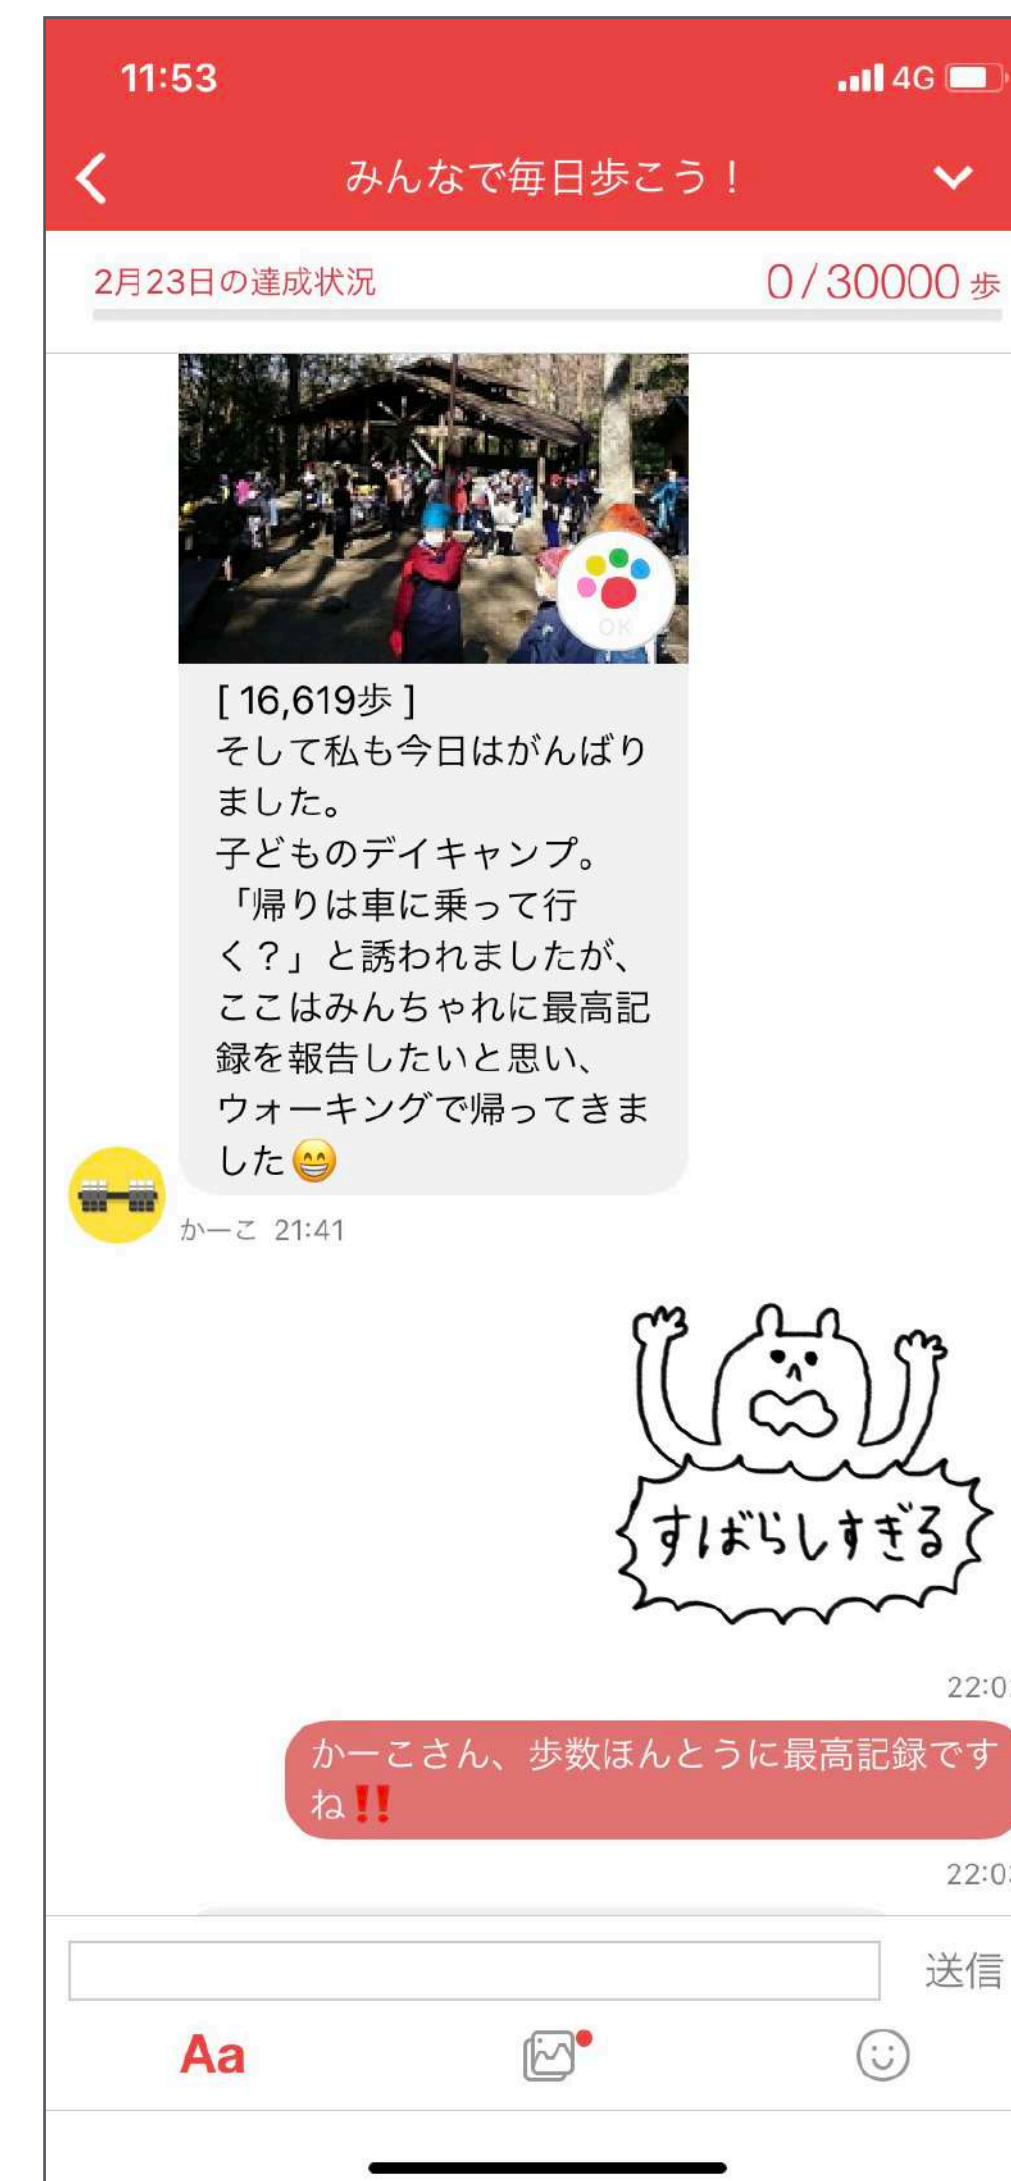 11:53
4G
みんなで毎日歩こう!
2月23日の達成状況
0/30000 歩
OK
[ 16,619歩 ]
そして私も今日はがんばり
ました。
子どものデイキャンプ。
「帰りは車に乗って行
く?」と誘われましたが、
ここはみんちゃれに最高記
録を報告したいと思い、
ウォーキングで帰ってきま
した😁
かーこ 21:41
すばらしすぎる
22:0
かーこさん、歩数ほんとうに最高記録です
ね‼️
22:03
送信
Aa